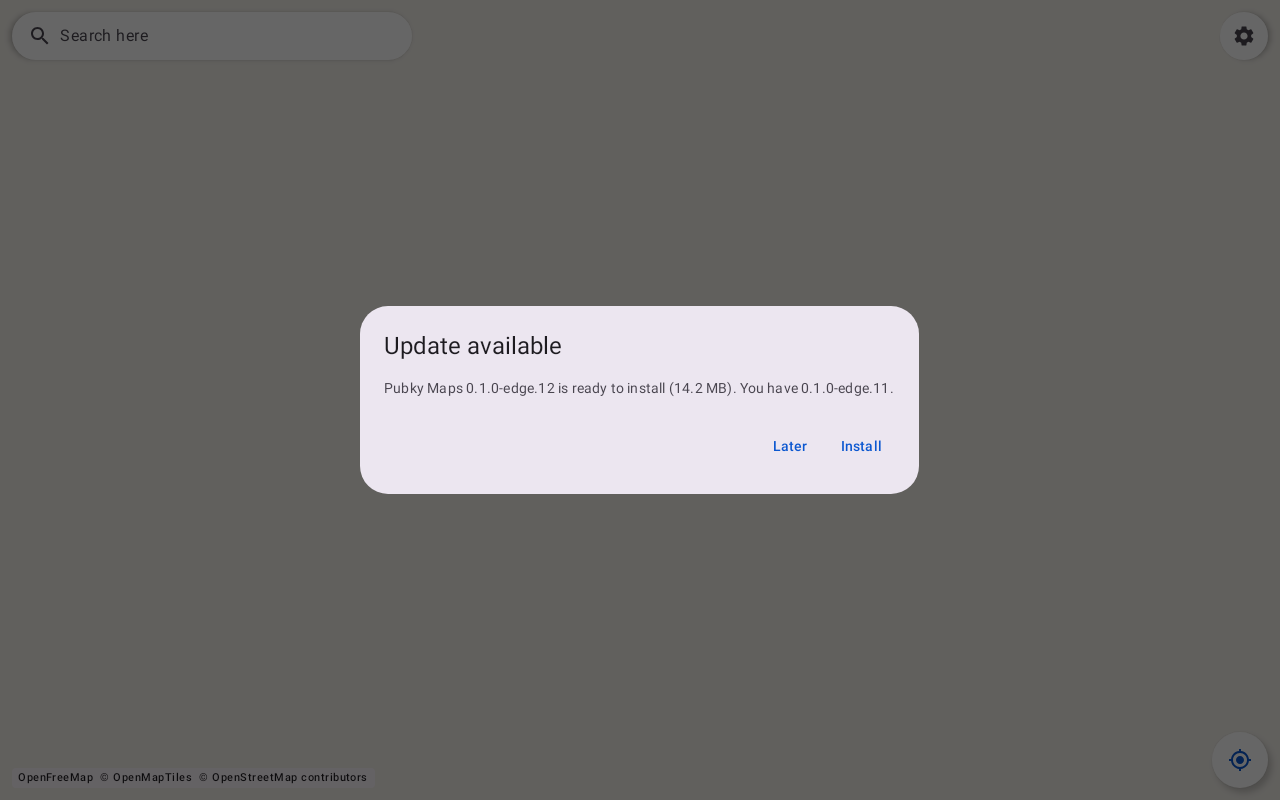 Search here
Update available
Pubky Maps 0.1.0-edge.12 is ready to install (14.2 MB). You have 0.1.0-edge.11.
Later Install
OpenFreeMap © OpenMapTiles © OpenStreetMap contributors